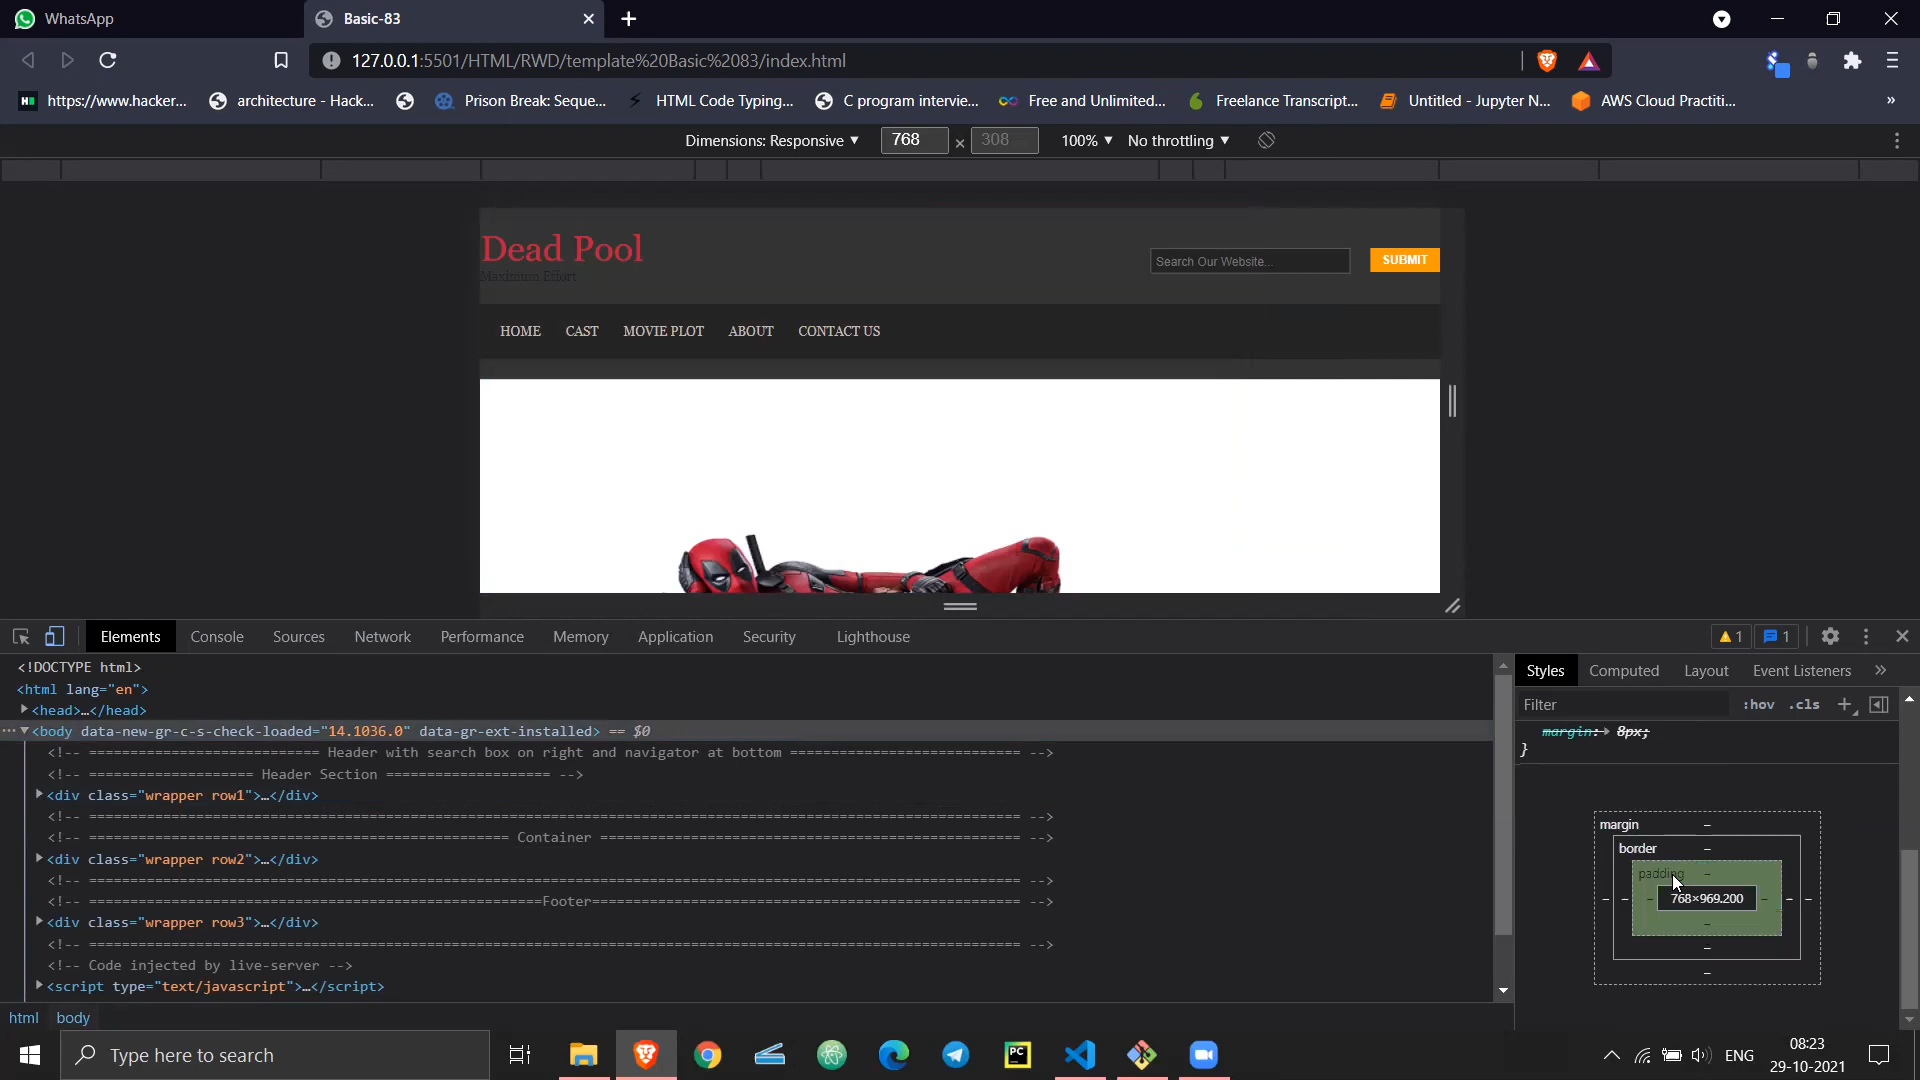 WhatsApp
Basic-83
127.0.0.1:5501/HTML/RWD/template%20Basic%2083/index.html
https://www.hacker...
architecture - Hack...
Prison Break: Seque...
HTML Code Typing...
C program intervie...
Free and Unlimited...
Freelance Transcript...
Untitled - Jupyter N...
AWS Cloud Practiti...
»
Dimensions: Responsive 768 × 308 100% No throttling
Dead Pool
Maximum Effort
Search Our Website...
SUBMIT
HOME CAST MOVIE PLOT ABOUT CONTACT US
Elements Console Sources Network Performance Memory Application Security Lighthouse 1 1
<!DOCTYPE html>
<html lang="en">
<head>…</head>
<body data-new-gr-c-s-check-loaded="14.1036.0" data-gr-ext-installed> == $0
<!-- ============================ Header with search box on right and navigator at bottom ============================ -->
<!-- ==================== Header Section ==================== -->
<div class="wrapper row1">…</div>
<!-- ================================================================================================================= -->
<!-- =================================================== Container =================================================== -->
<div class="wrapper row2">…</div>
<!-- ================================================================================================================= -->
<!-- =======================================================Footer==================================================== -->
<div class="wrapper row3">…</div>
<!-- ================================================================================================================= -->
<!-- Code injected by live-server -->
<script type="text/javascript">…</script>
html body
Styles Computed Layout Event Listeners »
Filter :hov .cls +
margin: 8px;
}
margin –
border –
padding –
– – – 768×969.200 – – –
–
–
–
Type here to search
PC
ENG
08:23
29-10-2021